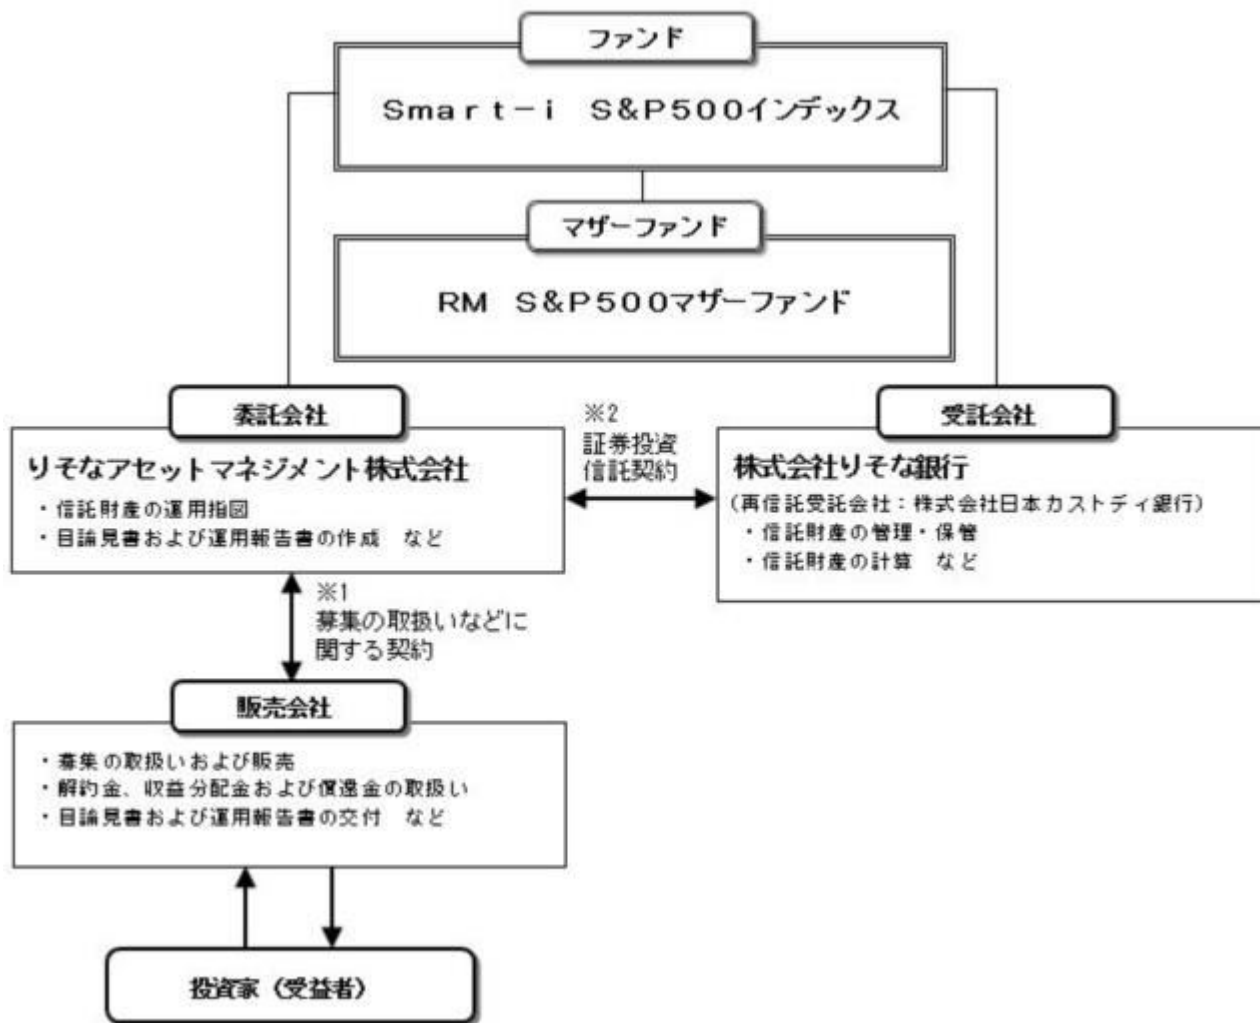 ファンド
Smart－i S&P500インデックス
マザーファンド
RM S&P500マザーファンド
委託会社
りそなアセットマネジメント株式会社
・信託財産の運用指図
・目論見書および運用報告書の作成 など
※2
証券投資
信託契約
受託会社
株式会社りそな銀行
(再信託受託会社：株式会社日本カストディ銀行)
・信託財産の管理・保管
・信託財産の計算 など
※1
募集の取扱いなどに
関する契約
販売会社
・募集の取扱いおよび販売
・解約金、収益分配金および償還金の取扱い
・目論見書および運用報告書の交付 など
投資家（受益者）